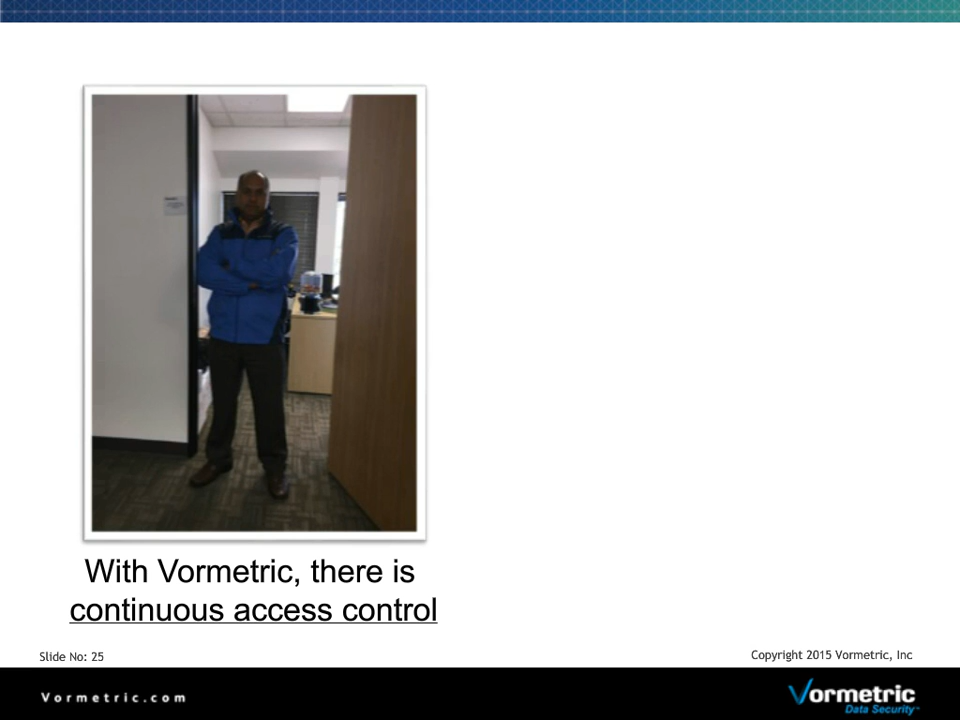 With Vormetric, there is
continuous access control
Slide No: 25
Copyright 2015 Vormetric, Inc
Vormetric.com
Vormetric
Data Security